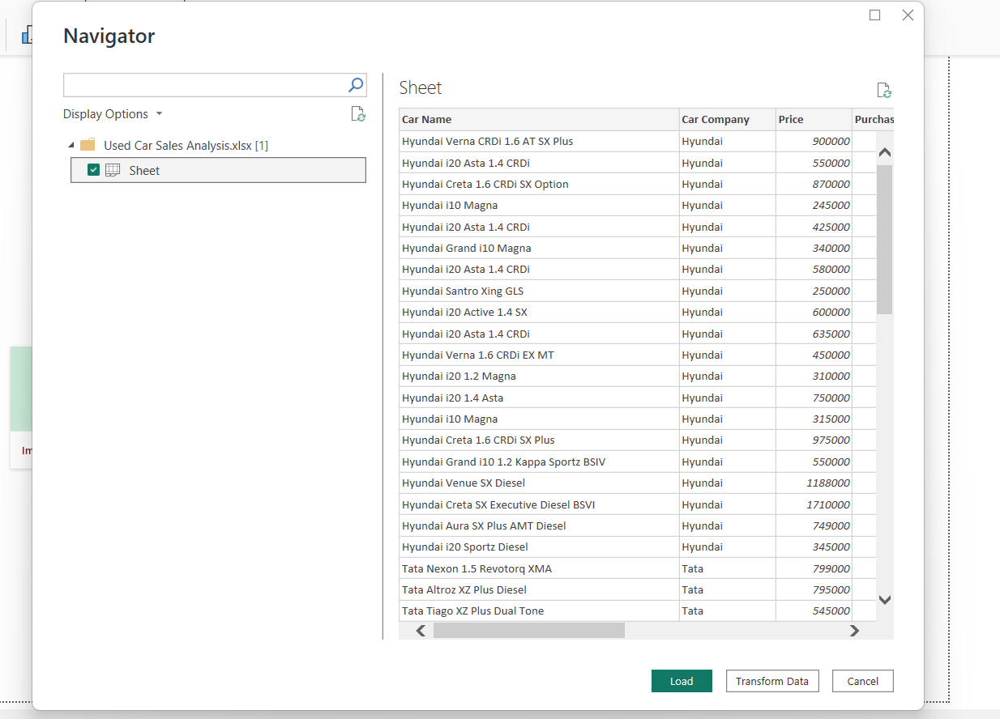 Navigator
Display Options
Used Car Sales Analysis.xlsx [1]
Sheet
Im
Sheet
Car Name Car Company Price Purchas
Hyundai Verna CRDi 1.6 AT SX Plus Hyundai 900000
Hyundai i20 Asta 1.4 CRDi Hyundai 550000
Hyundai Creta 1.6 CRDi SX Option Hyundai 870000
Hyundai i10 Magna Hyundai 245000
Hyundai i20 Asta 1.4 CRDi Hyundai 425000
Hyundai Grand i10 Magna Hyundai 340000
Hyundai i20 Asta 1.4 CRDi Hyundai 580000
Hyundai Santro Xing GLS Hyundai 250000
Hyundai i20 Active 1.4 SX Hyundai 600000
Hyundai i20 Asta 1.4 CRDi Hyundai 635000
Hyundai Verna 1.6 CRDi EX MT Hyundai 450000
Hyundai i20 1.2 Magna Hyundai 310000
Hyundai i20 1.4 Asta Hyundai 750000
Hyundai i10 Magna Hyundai 315000
Hyundai Creta 1.6 CRDi SX Plus Hyundai 975000
Hyundai Grand i10 1.2 Kappa Sportz BSIV Hyundai 550000
Hyundai Venue SX Diesel Hyundai 1188000
Hyundai Creta SX Executive Diesel BSVI Hyundai 1710000
Hyundai Aura SX Plus AMT Diesel Hyundai 749000
Hyundai i20 Sportz Diesel Hyundai 345000
Tata Nexon 1.5 Revotorq XMA Tata 799000
Tata Altroz XZ Plus Diesel Tata 795000
Tata Tiago XZ Plus Dual Tone Tata 545000
Load Transform Data Cancel